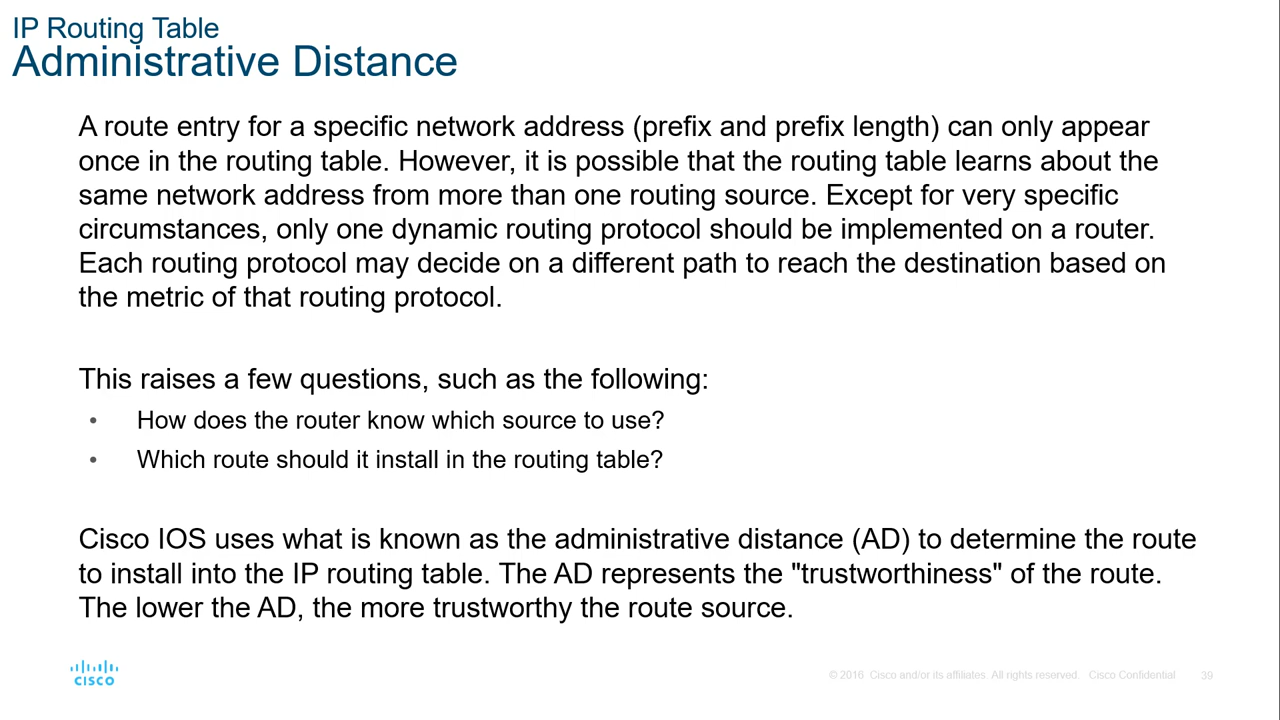 IP Routing Table
Administrative Distance
A route entry for a specific network address (prefix and prefix length) can only appear
once in the routing table. However, it is possible that the routing table learns about the
same network address from more than one routing source. Except for very specific
circumstances, only one dynamic routing protocol should be implemented on a router.
Each routing protocol may decide on a different path to reach the destination based on
the metric of that routing protocol.
This raises a few questions, such as the following:
• How does the router know which source to use?
• Which route should it install in the routing table?
Cisco IOS uses what is known as the administrative distance (AD) to determine the route
to install into the IP routing table. The AD represents the "trustworthiness" of the route.
The lower the AD, the more trustworthy the route source.
CISCO
© 2016 Cisco and/or its affiliates. All rights reserved. Cisco Confidential 39